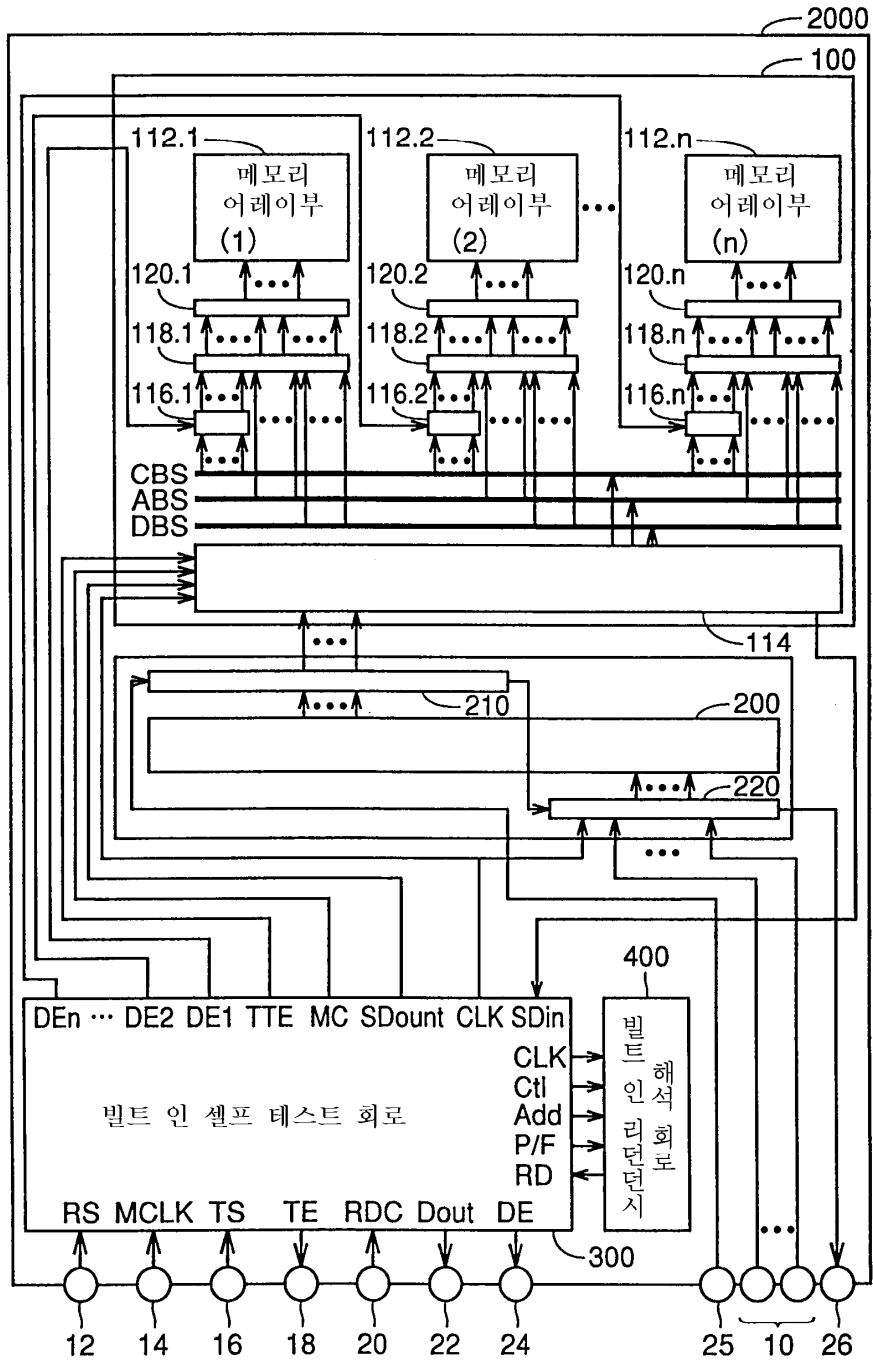 2000
100
112.1
112.2
112.n
메모리
어레이부
(1)
메모리
어레이부
(2)
•••
메모리
어레이부
(n)
120.1
120.2
120.n
118.1
118.2
118.n
116.1
116.2
116.n
CBS
ABS
DBS
114
210
200
220
400
DEn ··· DE2 DE1 TTE MC SDount CLK SDin
CLK
Ctl
Add
P/F
RD
빌트 인 셀프 테스트 회로
빌트 인 리던던시
해석 회로
RS MCLK TS TE RDC Dout DE
300
12 14 16 18 20 22 24 25 10 26